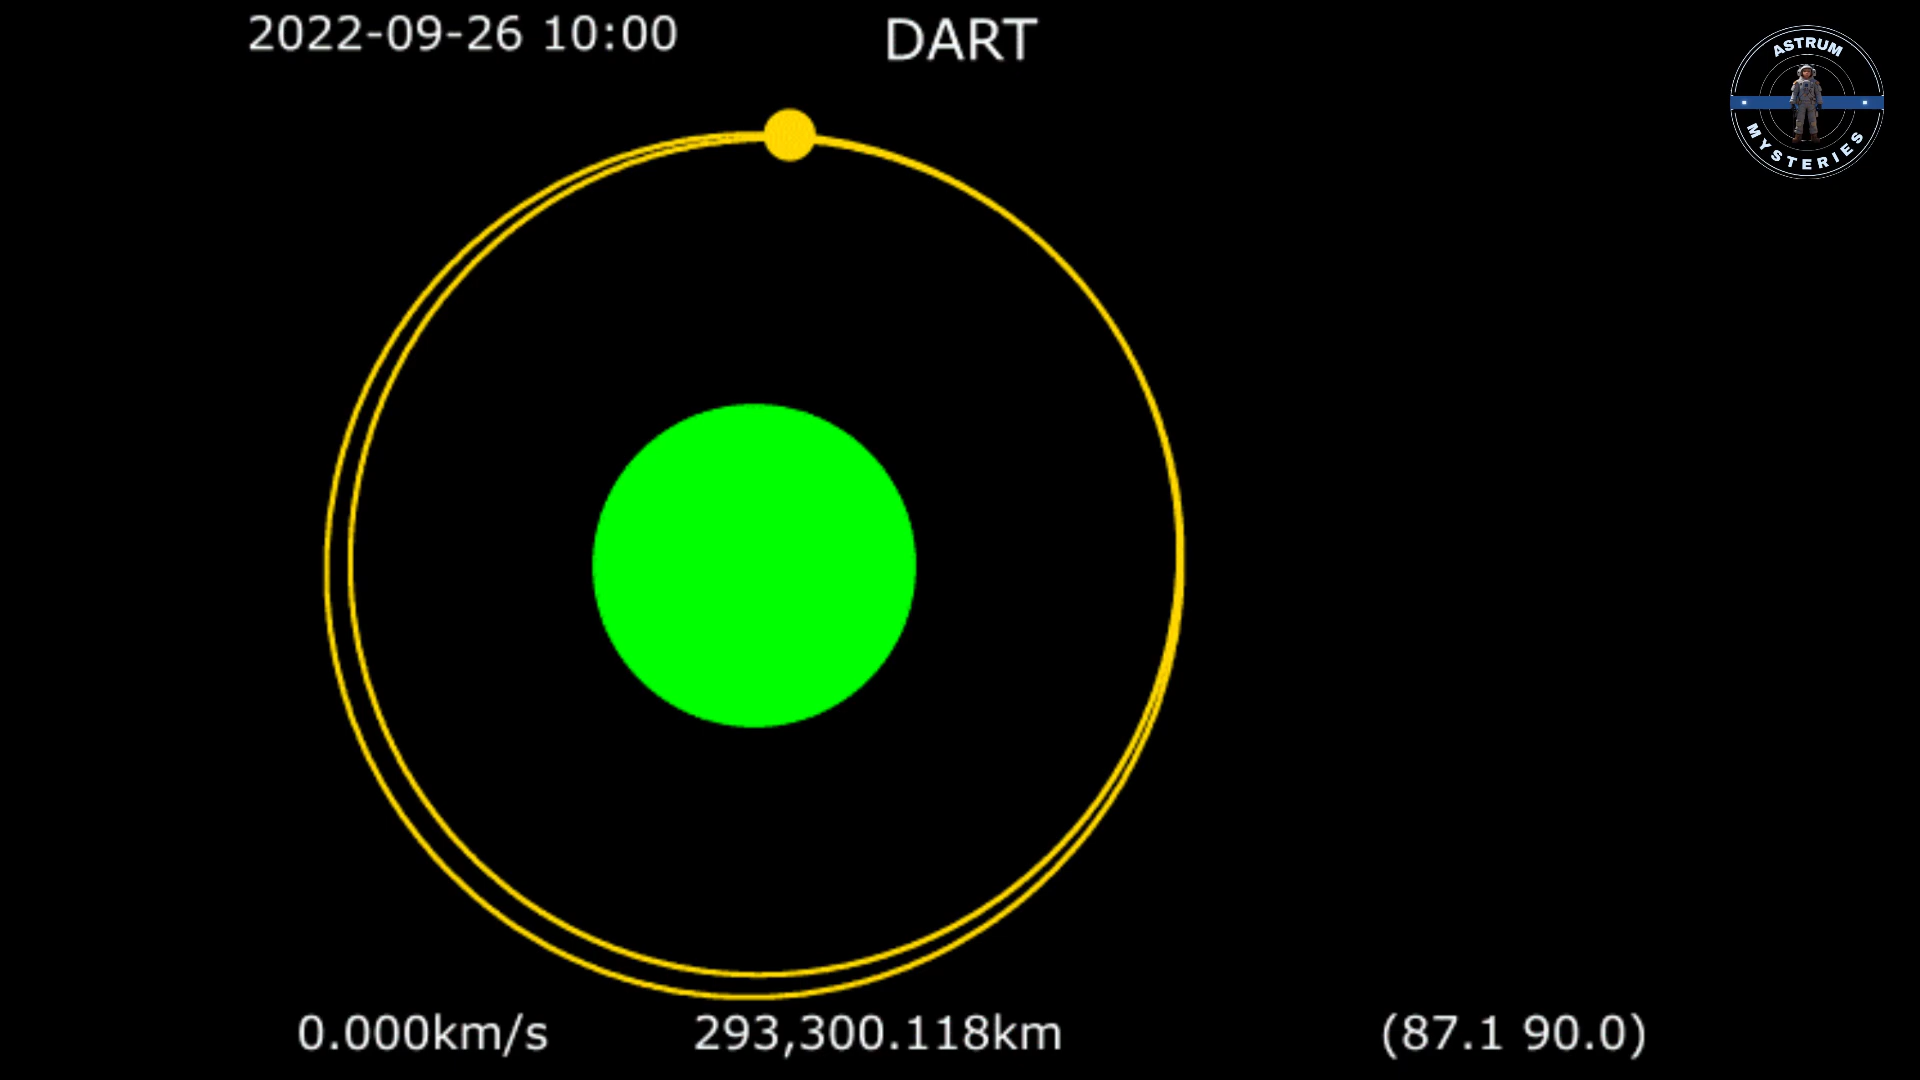 2022-09-26 10:00
DART
ASTRUM
MYSTERIES
0.000km/s
293,300.118km
(87.1 90.0)